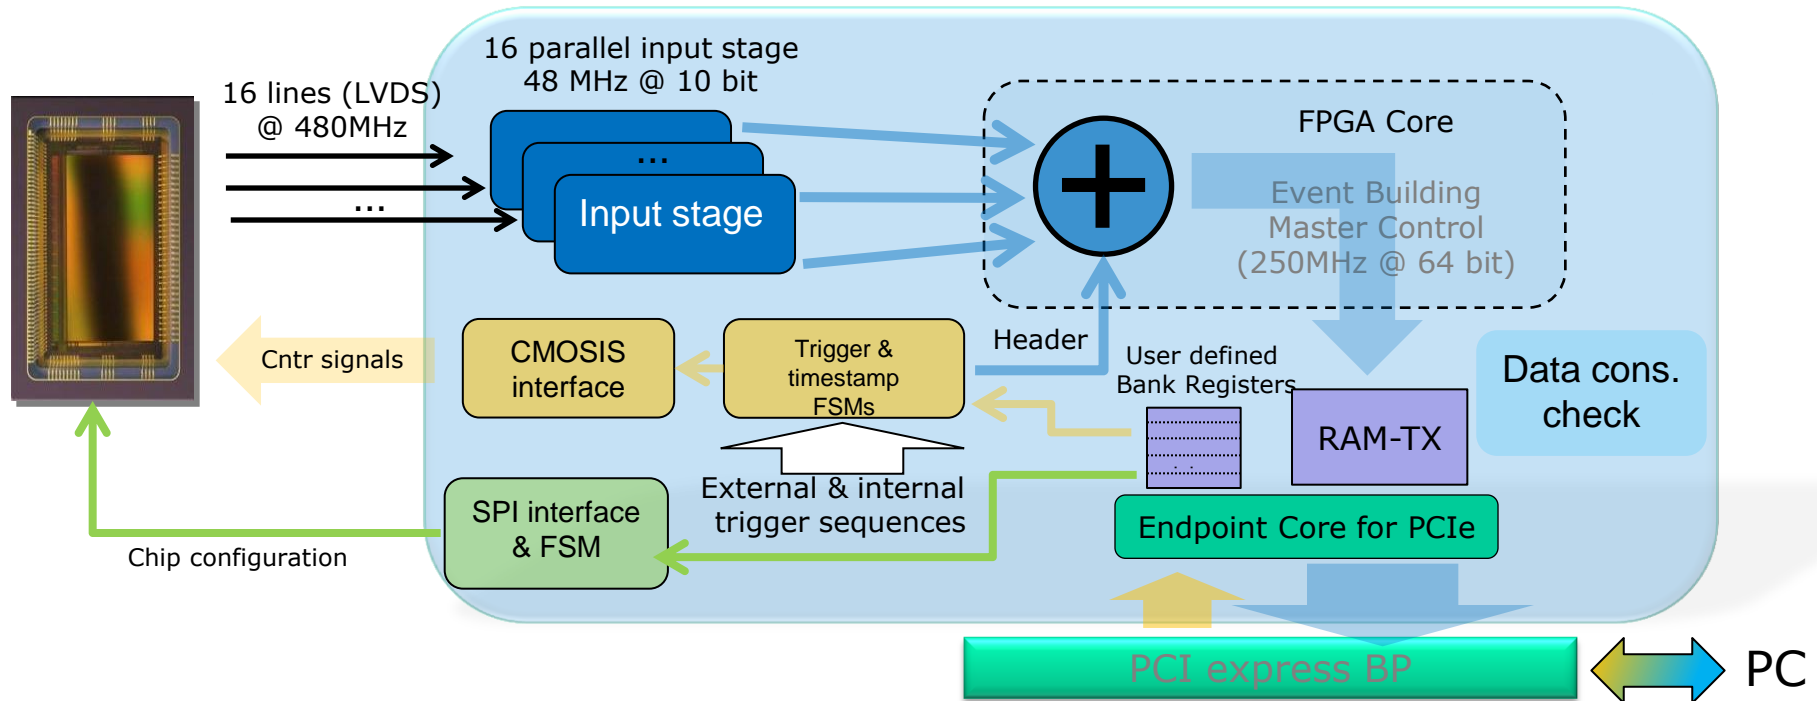 16 parallel input stage
48 MHz @ 10 bit
16 lines (LVDS)
@ 480MHz
...
...
Input stage
FPGA Core
Event Building
Master Control
(250MHz @ 64 bit)
Cntr signals
CMOSIS
interface
Trigger &
timestamp
FSMs
Header
User defined
Bank Registers
RAM-TX
Data cons.
check
External & internal
trigger sequences
SPI interface
& FSM
Chip configuration
Endpoint Core for PCIe
PCI express BP
PC